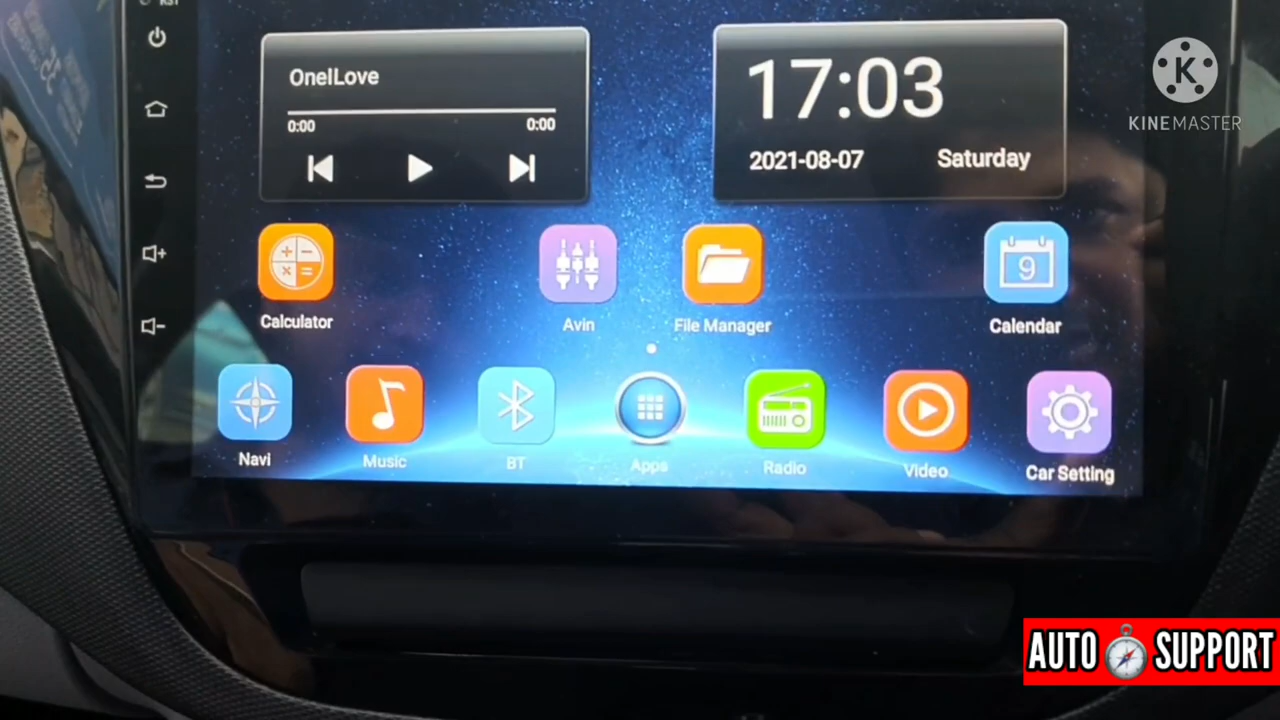 RST
OnelLove
0:00 0:00
17:03
2021-08-07 Saturday
KINEMASTER
Calculator
Avin
File Manager
9
Calendar
Navi
Music
BT
Apps
Radio
Video
Car Setting
AUTO SUPPORT